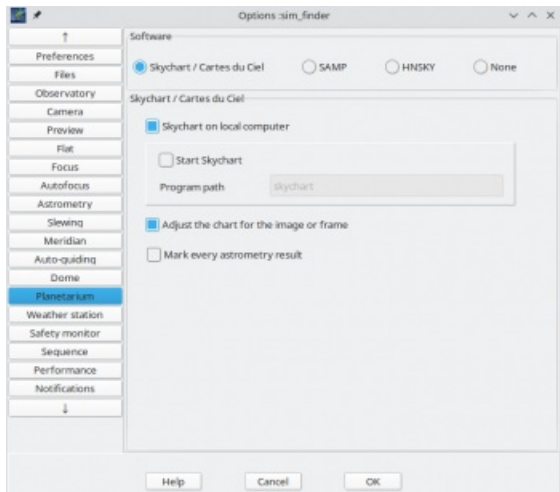 Options :sim_finder
↑
Preferences
Files
Observatory
Camera
Preview
Flat
Focus
Autofocus
Astrometry
Slewing
Meridian
Auto-guiding
Dome
Planetarium
Weather station
Safety monitor
Sequence
Performance
Notifications
↓
Software
Skychart / Cartes du Ciel SAMP HNSKY None
Skychart / Cartes du Ciel
Skychart on local computer
Start Skychart
Program path skychart
Adjust the chart for the image or frame
Mark every astrometry result
Help Cancel OK